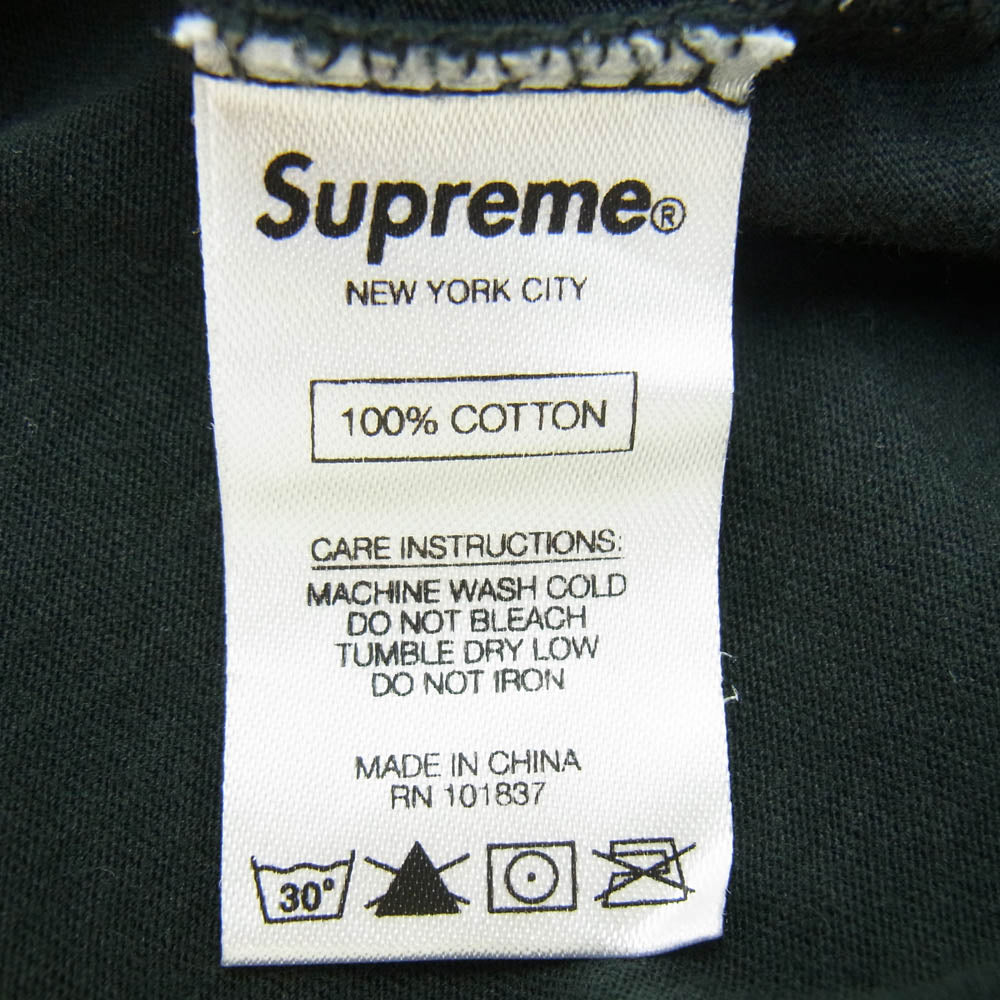 Supreme®
NEW YORK CITY
100% COTTON
CARE INSTRUCTIONS:
MACHINE WASH COLD
DO NOT BLEACH
TUMBLE DRY LOW
DO NOT IRON
MADE IN CHINA
RN 101837
30°